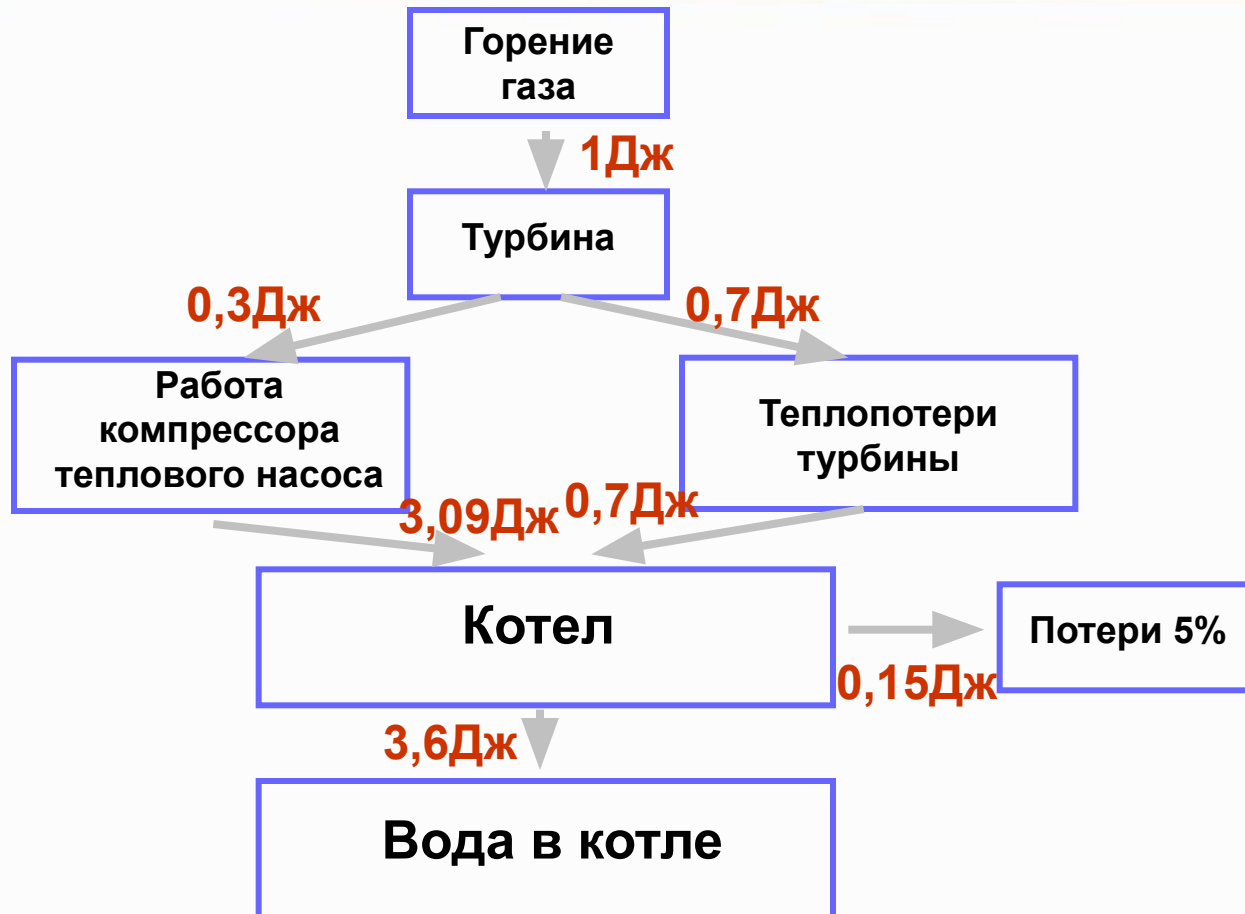 Горение
газа
1Дж
Турбина
0,3Дж
0,7Дж
Работа
компрессора
теплового насоса
Теплопотери
турбины
3,09Дж
0,7Дж
Котел
Потери 5%
0,15Дж
3,6Дж
Вода в котле